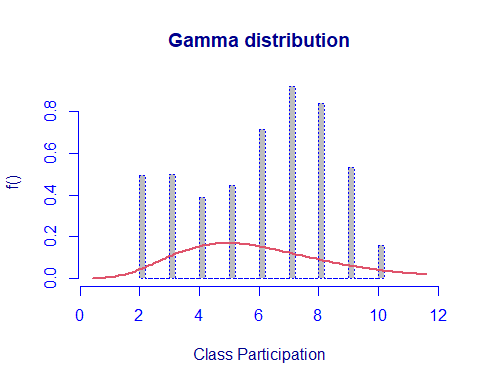 Gamma distribution
f()
0.0 0.2 0.4 0.6 0.8
0 2 4 6 8 10 12
Class Participation